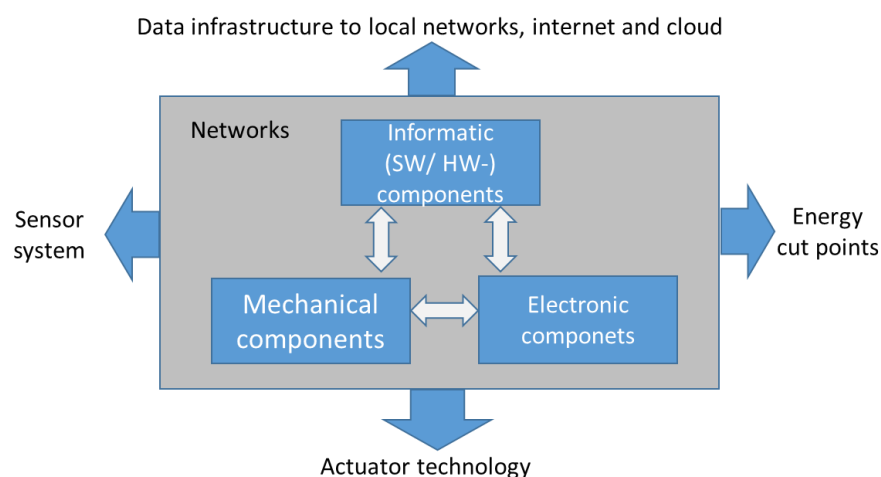 Data infrastructure to local networks, internet and cloud
Networks
Informatic
(SW/ HW-)
components
Sensor
system
Energy
cut points
Mechanical
components
Electronic
componets
Actuator technology